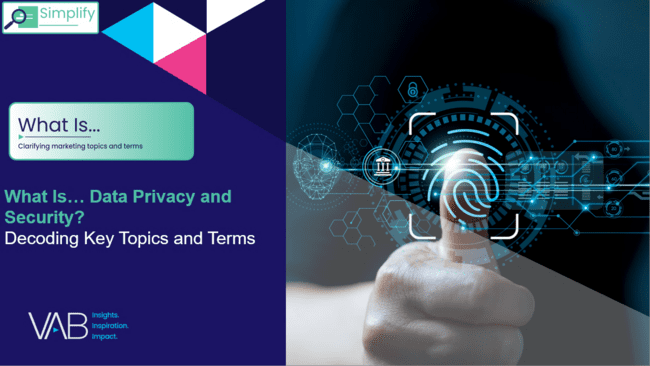 Simplify
What Is...
Clarifying marketing topics and terms
What Is… Data Privacy and
Security?
Decoding Key Topics and Terms
VAB
Insights.
Inspiration.
Impact.